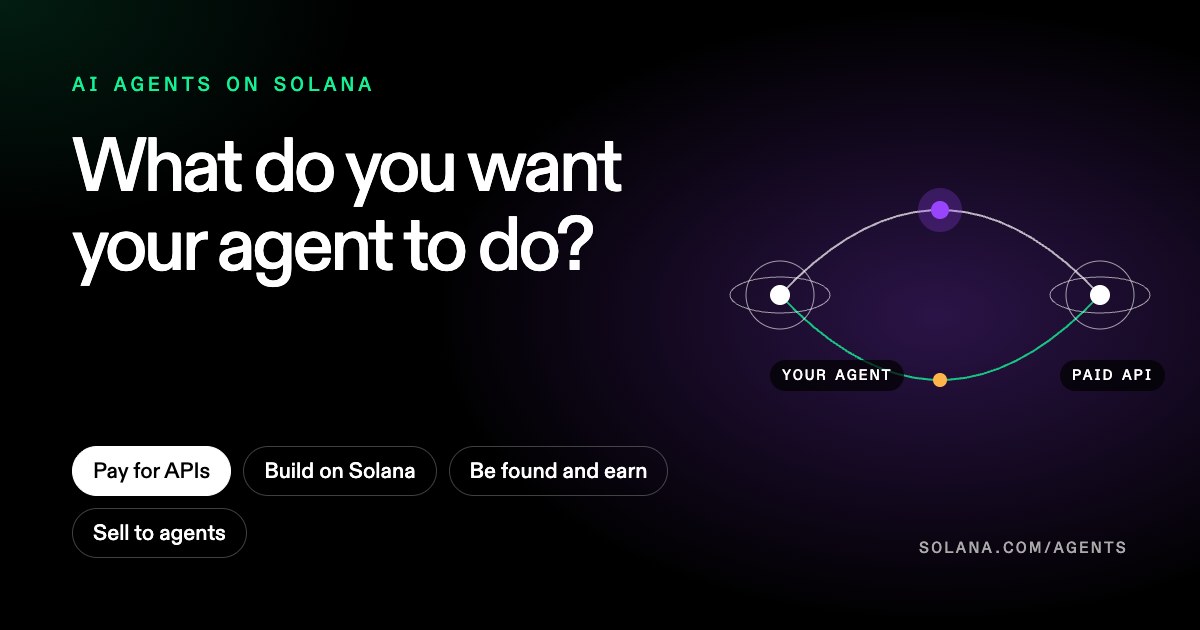 AI AGENTS ON SOLANA
What do you want
your agent to do?
YOUR AGENT
PAID API
Pay for APIs
Build on Solana
Be found and earn
Sell to agents
SOLANA.COM/AGENTS